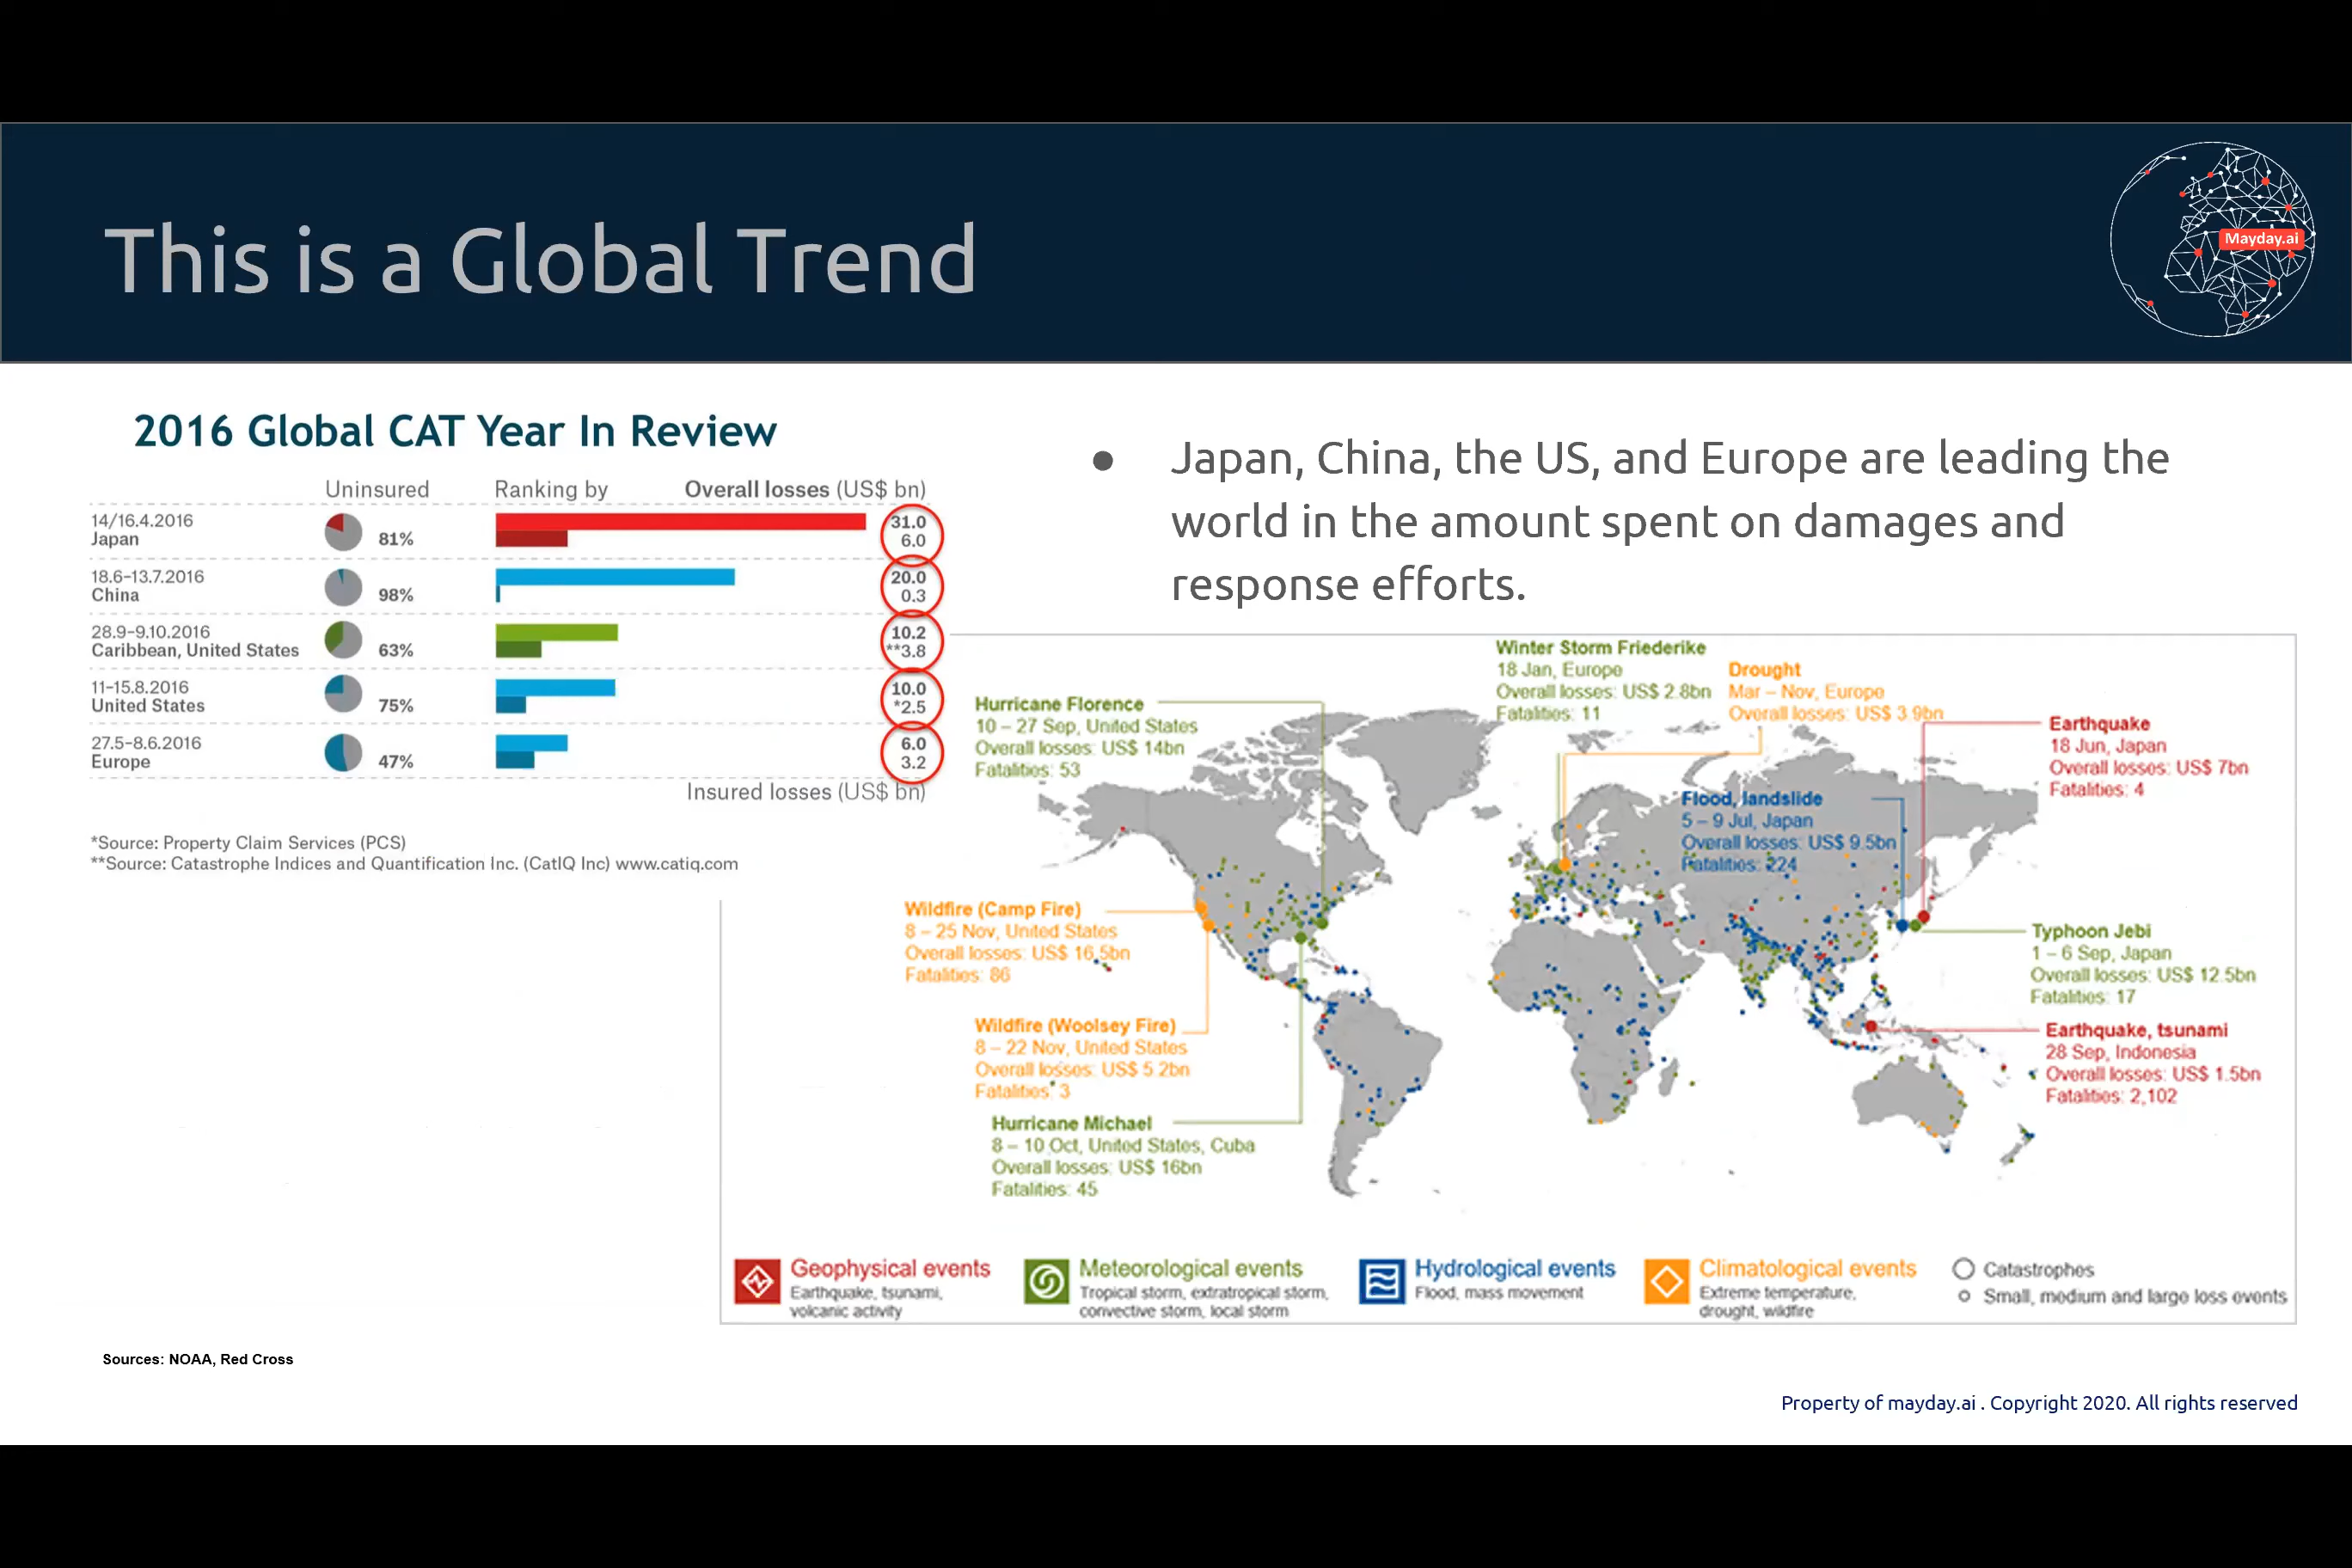 This is a Global Trend
Mayday.ai
2016 Global CAT Year In Review
Uninsured Ranking by Overall losses (US$ bn)
14/16.4.2016
Japan
81%
31.0
6.0
18.6–13.7.2016
China
98%
20.0
0.3
28.9–9.10.2016
Caribbean, United States
63%
10.2
**3.8
11–15.8.2016
United States
75%
10.0
*2.5
27.5–8.6.2016
Europe
47%
6.0
3.2
Insured losses (US$ bn)
*Source: Property Claim Services (PCS)
**Source: Catastrophe Indices and Quantification Inc. (CatIQ Inc) www.catiq.com
● Japan, China, the US, and Europe are leading the
world in the amount spent on damages and
response efforts.
Winter Storm Friederike
18 Jan, Europe
Overall losses: US$ 2.8bn
Fatalities: 11
Drought
Mar – Nov, Europe
Overall losses: US$ 3.9bn
Hurricane Florence
10 – 27 Sep, United States
Overall losses: US$ 14bn
Fatalities: 53
Earthquake
18 Jun, Japan
Overall losses: US$ 7bn
Fatalities: 4
Flood, landslide
5 – 9 Jul, Japan
Overall losses: US$ 9.5bn
Fatalities: 224
Wildfire (Camp Fire)
8 – 25 Nov, United States
Overall losses: US$ 16.5bn
Fatalities: 86
Typhoon Jebi
1 – 6 Sep, Japan
Overall losses: US$ 12.5bn
Fatalities: 17
Wildfire (Woolsey Fire)
8 – 22 Nov, United States
Overall losses: US$ 5.2bn
Fatalities: 3
Earthquake, tsunami
28 Sep, Indonesia
Overall losses: US$ 1.5bn
Fatalities: 2,102
Hurricane Michael
8 – 10 Oct, United States, Cuba
Overall losses: US$ 16bn
Fatalities: 45
Geophysical events
Earthquake, tsunami,
volcanic activity
Meteorological events
Tropical storm, extratropical storm,
convective storm, local storm
Hydrological events
Flood, mass movement
Climatological events
Extreme temperature,
drought, wildfire
Catastrophes
Small, medium and large loss events
Sources: NOAA, Red Cross
Property of mayday.ai . Copyright 2020. All rights reserved